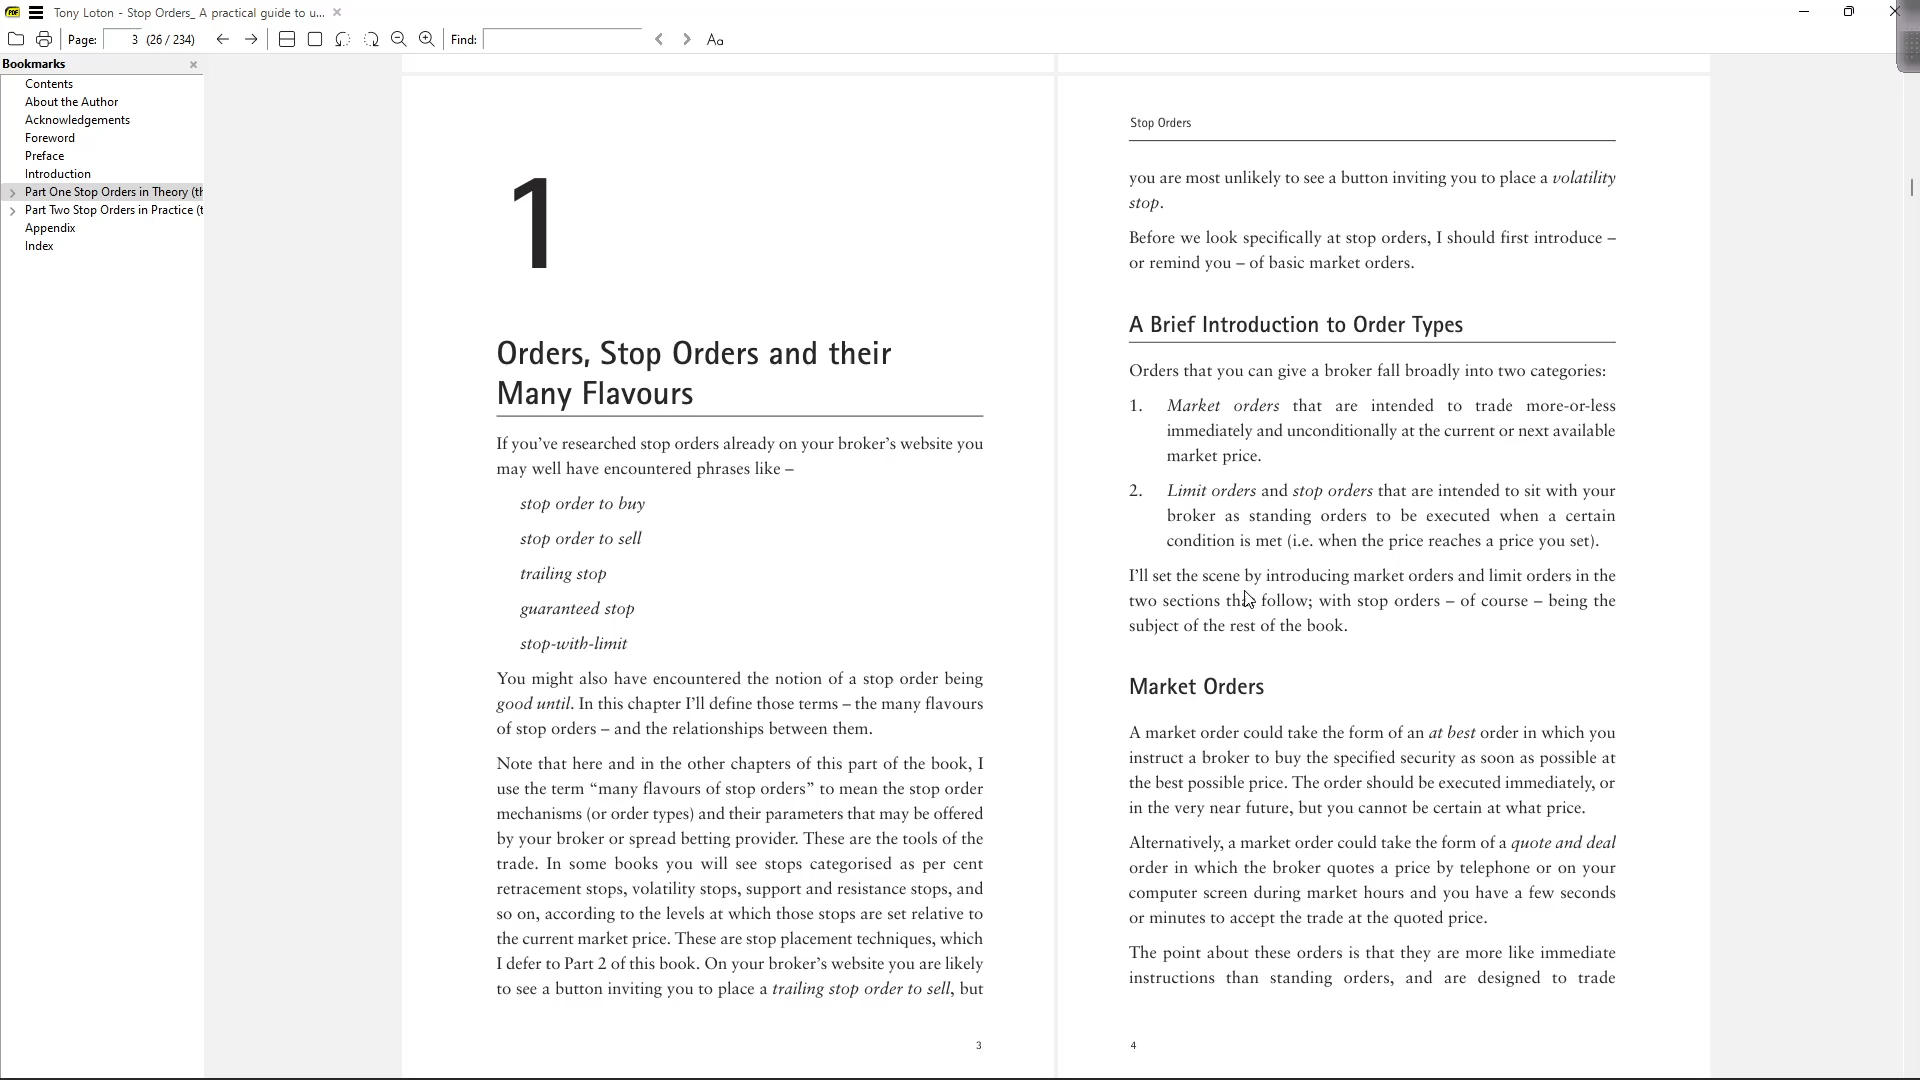 Tony Loton - Stop Orders_ A practical guide to u...
Page: 3 (26 / 234) Find: Aa
Bookmarks
Contents
About the Author
Acknowledgements
Foreword
Preface
Introduction
Part One Stop Orders in Theory (th
Part Two Stop Orders in Practice (t
Appendix
Index
1
Orders, Stop Orders and their
Many Flavours
If you've researched stop orders already on your broker's website you
may well have encountered phrases like –
stop order to buy
stop order to sell
trailing stop
guaranteed stop
stop-with-limit
You might also have encountered the notion of a stop order being
good until. In this chapter I'll define those terms – the many flavours
of stop orders – and the relationships between them.
Note that here and in the other chapters of this part of the book, I
use the term “many flavours of stop orders” to mean the stop order
mechanisms (or order types) and their parameters that may be offered
by your broker or spread betting provider. These are the tools of the
trade. In some books you will see stops categorised as per cent
retracement stops, volatility stops, support and resistance stops, and
so on, according to the levels at which those stops are set relative to
the current market price. These are stop placement techniques, which
I defer to Part 2 of this book. On your broker's website you are likely
to see a button inviting you to place a trailing stop order to sell, but
3
Stop Orders
you are most unlikely to see a button inviting you to place a volatility
stop.
Before we look specifically at stop orders, I should first introduce –
or remind you – of basic market orders.
A Brief Introduction to Order Types
Orders that you can give a broker fall broadly into two categories:
1. Market orders that are intended to trade more-or-less
immediately and unconditionally at the current or next available
market price.
2. Limit orders and stop orders that are intended to sit with your
broker as standing orders to be executed when a certain
condition is met (i.e. when the price reaches a price you set).
I'll set the scene by introducing market orders and limit orders in the
two sections that follow; with stop orders – of course – being the
subject of the rest of the book.
Market Orders
A market order could take the form of an at best order in which you
instruct a broker to buy the specified security as soon as possible at
the best possible price. The order should be executed immediately, or
in the very near future, but you cannot be certain at what price.
Alternatively, a market order could take the form of a quote and deal
order in which the broker quotes a price by telephone or on your
computer screen during market hours and you have a few seconds
or minutes to accept the trade at the quoted price.
The point about these orders is that they are more like immediate
instructions than standing orders, and are designed to trade
4